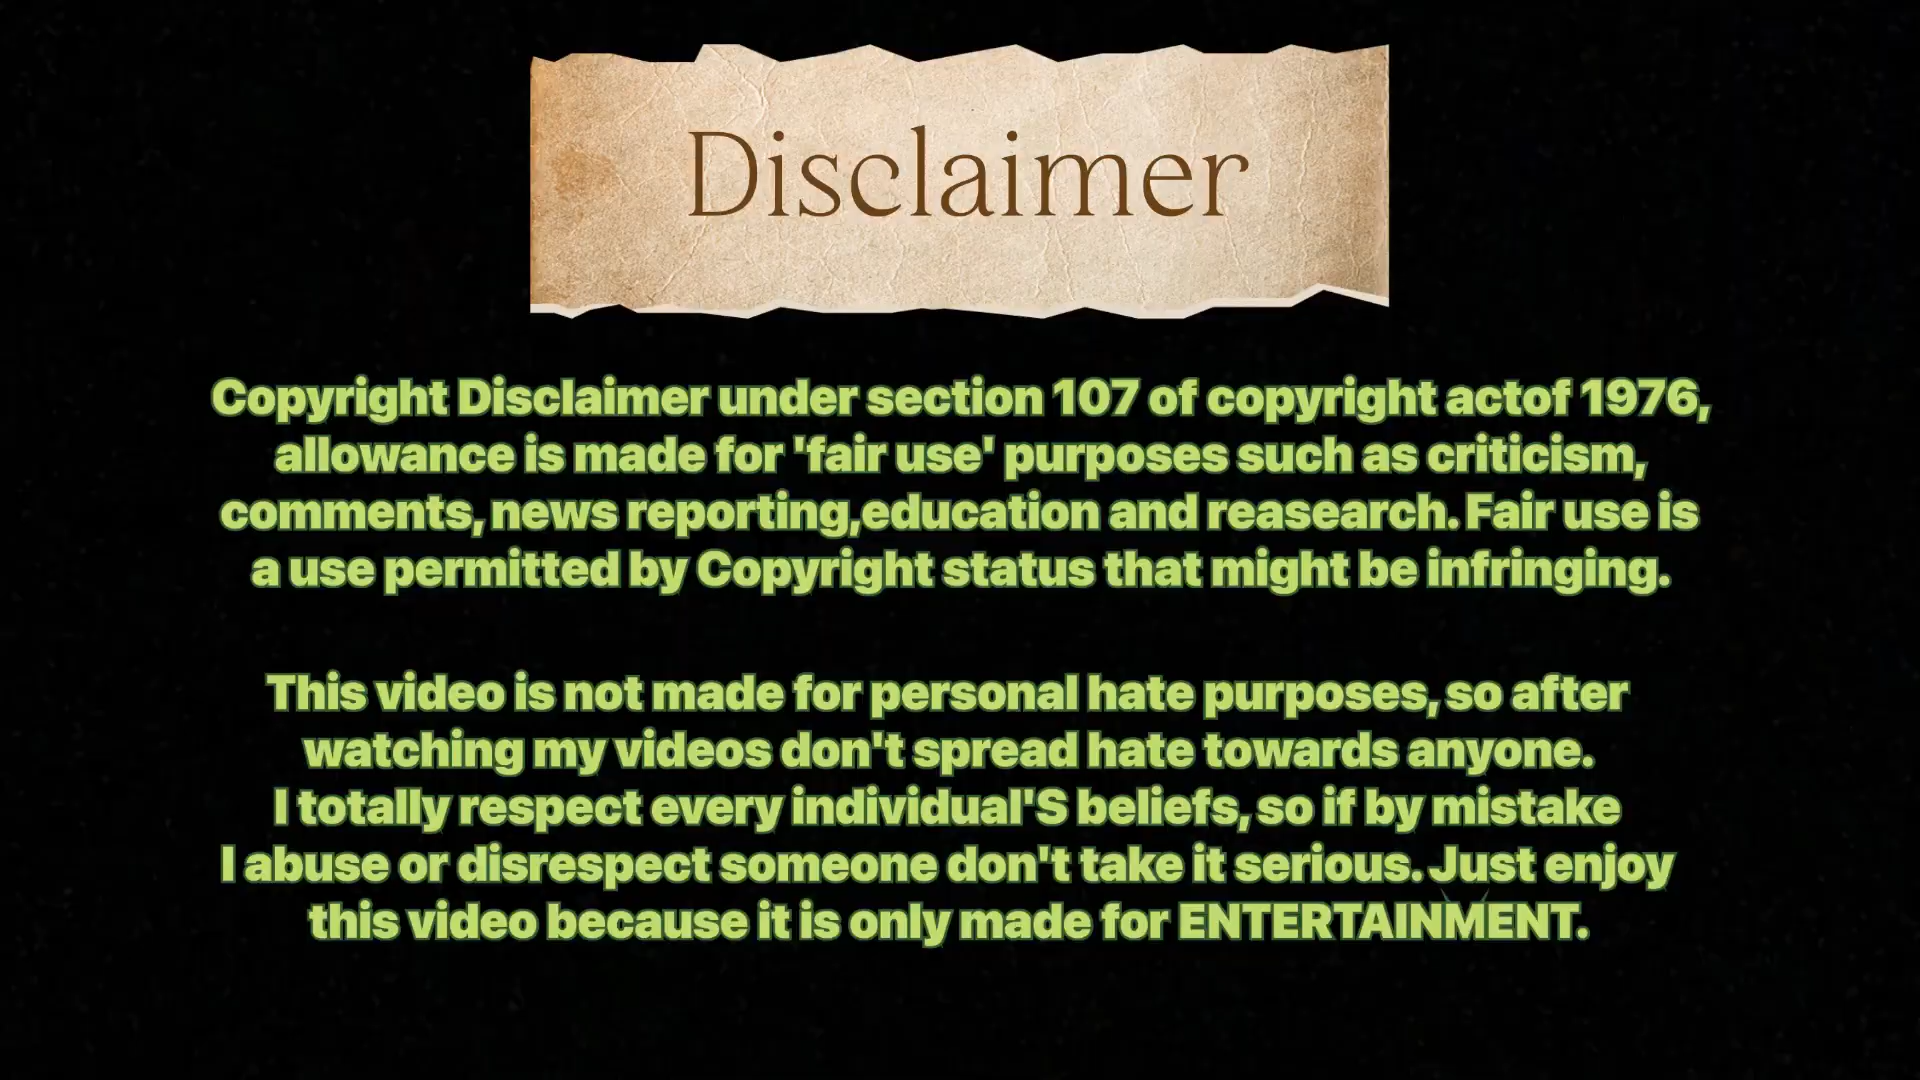 Disclaimer
Copyright Disclaimer under section 107 of copyright actof 1976,
allowance is made for 'fair use' purposes such as criticism,
comments, news reporting,education and reasearch. Fair use is
a use permitted by Copyright status that might be infringing.
This video is not made for personal hate purposes, so after
watching my videos don't spread hate towards anyone.
I totally respect every individual'S beliefs, so if by mistake
I abuse or disrespect someone don't take it serious. Just enjoy
this video because it is only made for ENTERTAINMENT.